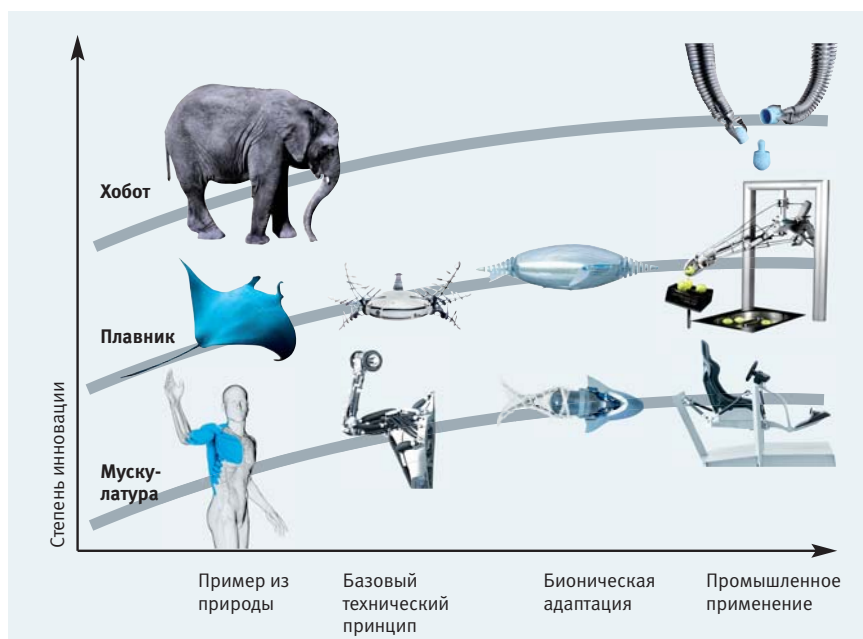 Хобот
Плавник
Муску-
латура
Степень инновации
Пример из
природы
Базовый
технический
принцип
Бионическая
адаптация
Промышленное
применение